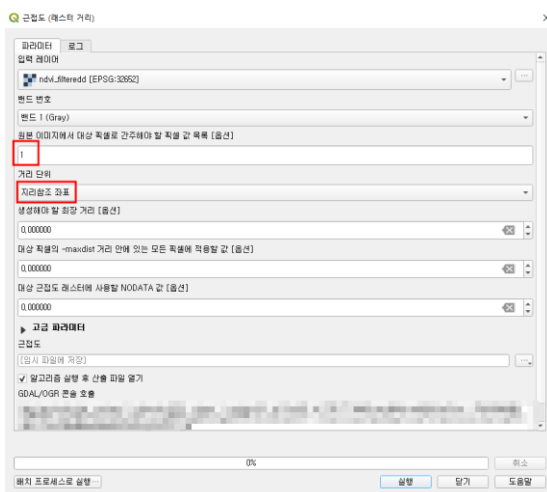 근접도 (래스터 거리)
파라미터 로그
입력 레이어
ndvi_filteredd [EPSG:32652]
밴드 번호
밴드 1 (Gray)
원본 이미지에서 대상 픽셀로 간주해야 할 픽셀 값 목록 [옵션]
1
거리 단위
지리참조 좌표
생성해야 할 최장 거리 [옵션]
0,000000
대상 픽셀의 -maxdist 거리 안에 있는 모든 픽셀에 적용할 값 [옵션]
0,000000
대상 근접도 래스터에 사용할 NODATA 값 [옵션]
0,000000
고급 파라미터
근접도
[임시 파일에 저장]
알고리즘 실행 후 산출 파일 열기
GDAL/OGR 콘솔 호출
0%
취소
배치 프로세스로 실행…
실행 닫기 도움말